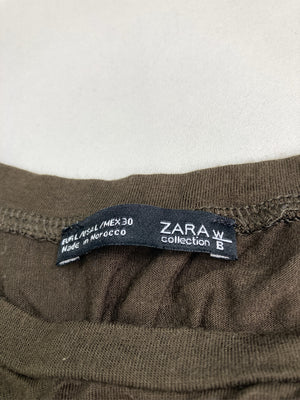 EUR L/USA L/MEX 30
Made in Morocco
ZARA W/B
collection